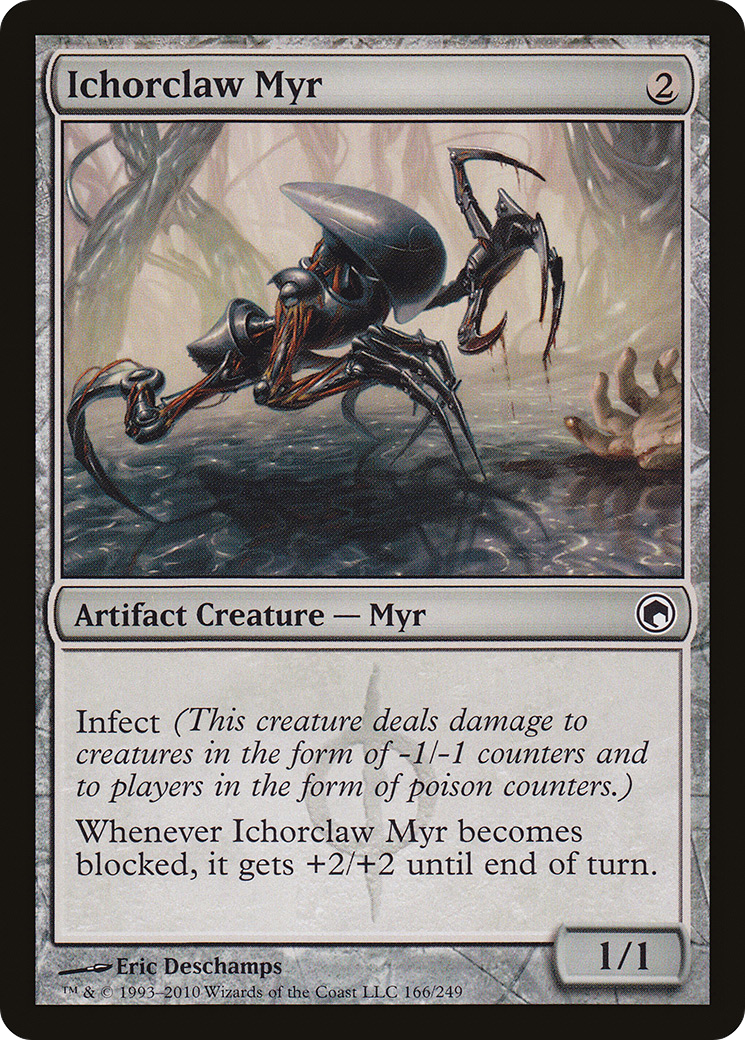 Ichorclaw Myr
2
Artifact Creature — Myr
Infect (This creature deals damage to
creatures in the form of -1/-1 counters and
to players in the form of poison counters.)
Whenever Ichorclaw Myr becomes
blocked, it gets +2/+2 until end of turn.
1/1
Eric Deschamps
™ & © 1993–2010 Wizards of the Coast LLC 166/249